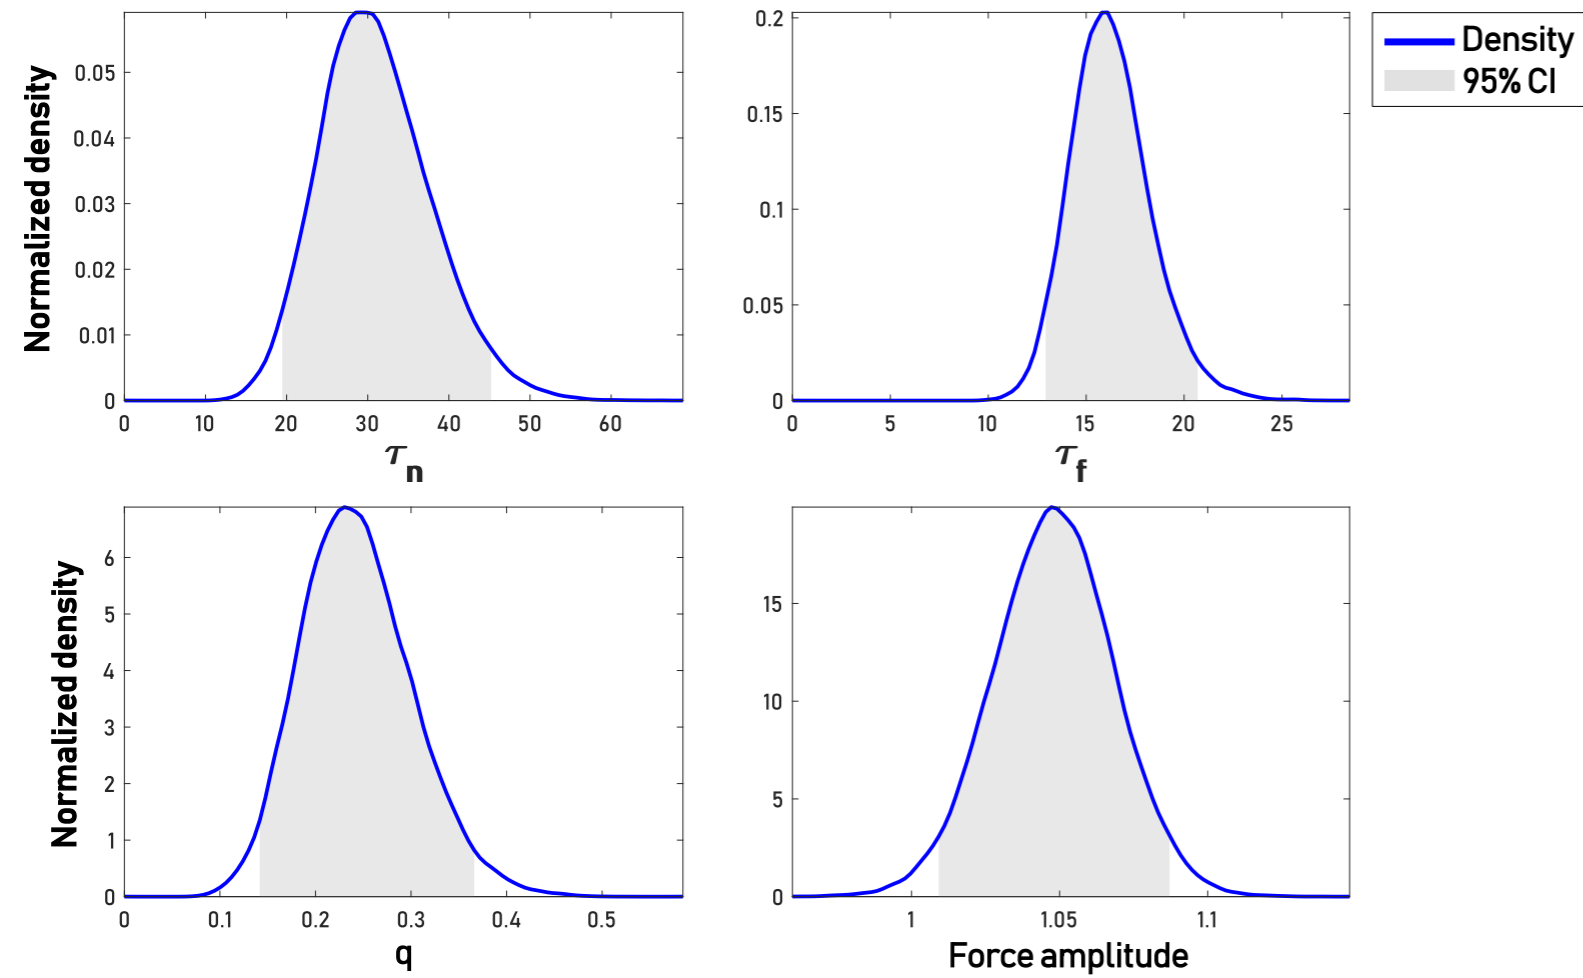 Normalized density
0.05
0.04
0.03
0.02
0.01
0
0 10 20 30 40 50 60
τn
0.2
0.15
0.1
0.05
0
0 5 10 15 20 25
τf
Density
95% CI
Normalized density
6
5
4
3
2
1
0
0 0.1 0.2 0.3 0.4 0.5
q
15
10
5
0
1 1.05 1.1
Force amplitude